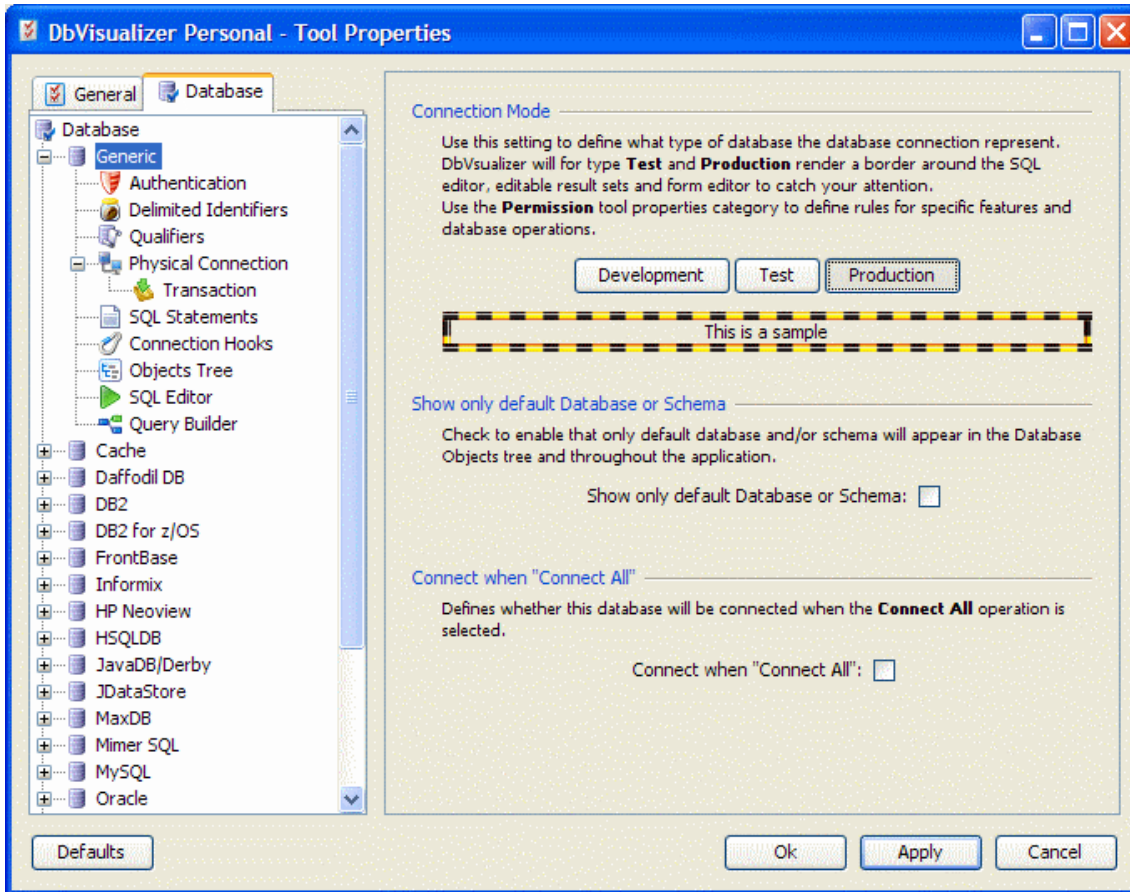 DbVisualizer Personal - Tool Properties
General
Database
Database
Generic
Authentication
Delimited Identifiers
Qualifiers
Physical Connection
Transaction
SQL Statements
Connection Hooks
Objects Tree
SQL Editor
Query Builder
Cache
Daffodil DB
DB2
DB2 for z/OS
FrontBase
Informix
HP Neoview
HSQLDB
JavaDB/Derby
JDataStore
MaxDB
Mimer SQL
MySQL
Oracle
Connection Mode
Use this setting to define what type of database the database connection represent.
DbVsualizer will for type Test and Production render a border around the SQL
editor, editable result sets and form editor to catch your attention.
Use the Permission tool properties category to define rules for specific features and
database operations.
Development
Test
Production
This is a sample
Show only default Database or Schema
Check to enable that only default database and/or schema will appear in the Database
Objects tree and throughout the application.
Show only default Database or Schema:
Connect when "Connect All"
Defines whether this database will be connected when the Connect All operation is
selected.
Connect when "Connect All":
Defaults
Ok
Apply
Cancel